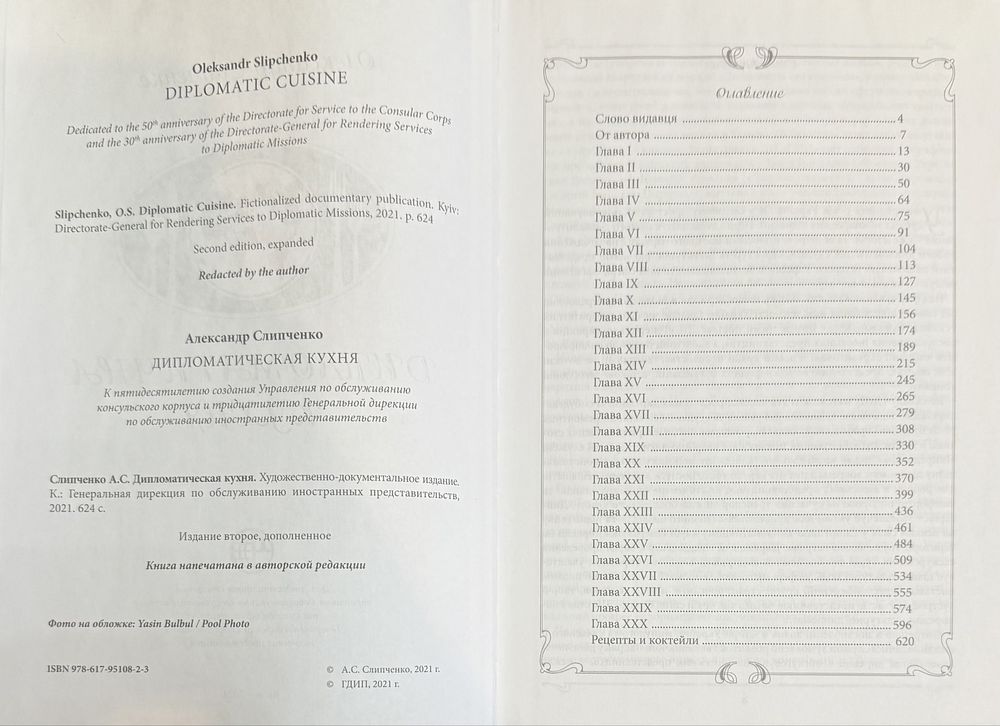 Oleksandr Slipchenko
DIPLOMATIC CUISINE
Dedicated to the 50th anniversary of the Directorate for Service to the Consular Corps
and the 30th anniversary of the Directorate-General for Rendering Services
to Diplomatic Missions
Slipchenko, O.S. Diplomatic Cuisine. Fictionalized documentary publication. Kyiv:
Directorate-General for Rendering Services to Diplomatic Missions, 2021. p. 624
Second edition, expanded
Redacted by the author
Александр Слипченко
ДИПЛОМАТИЧЕСКАЯ КУХНЯ
К пятидесятилетию создания Управления по обслуживанию
консульского корпуса и тридцатилетию Генеральной дирекции
по обслуживанию иностранных представительств
Слипченко А.С. Дипломатическая кухня. Художественно-документальное издание.
К.: Генеральная дирекция по обслуживанию иностранных представительств,
2021. 624 с.
Издание второе, дополненное
Книга напечатана в авторской редакции
Фото на обложке: Yasin Bulbul / Pool Photo
ISBN 978-617-95108-2-3
© А.С. Слипченко, 2021 г.
© ГДИП, 2021 г.
Оглавление
Слово видавця 4
От автора 7
Глава I 13
Глава II 30
Глава III 50
Глава IV 64
Глава V 75
Глава VI 91
Глава VII 104
Глава VIII 113
Глава IX 127
Глава X 145
Глава XI 156
Глава XII 174
Глава XIII 189
Глава XIV 215
Глава XV 245
Глава XVI 265
Глава XVII 279
Глава XVIII 308
Глава XIX 330
Глава XX 352
Глава XXI 370
Глава XXII 399
Глава XXIII 436
Глава XXIV 461
Глава XXV 484
Глава XXVI 509
Глава XXVII 534
Глава XXVIII 555
Глава XXIX 574
Глава XXX 596
Рецепты и коктейли 620